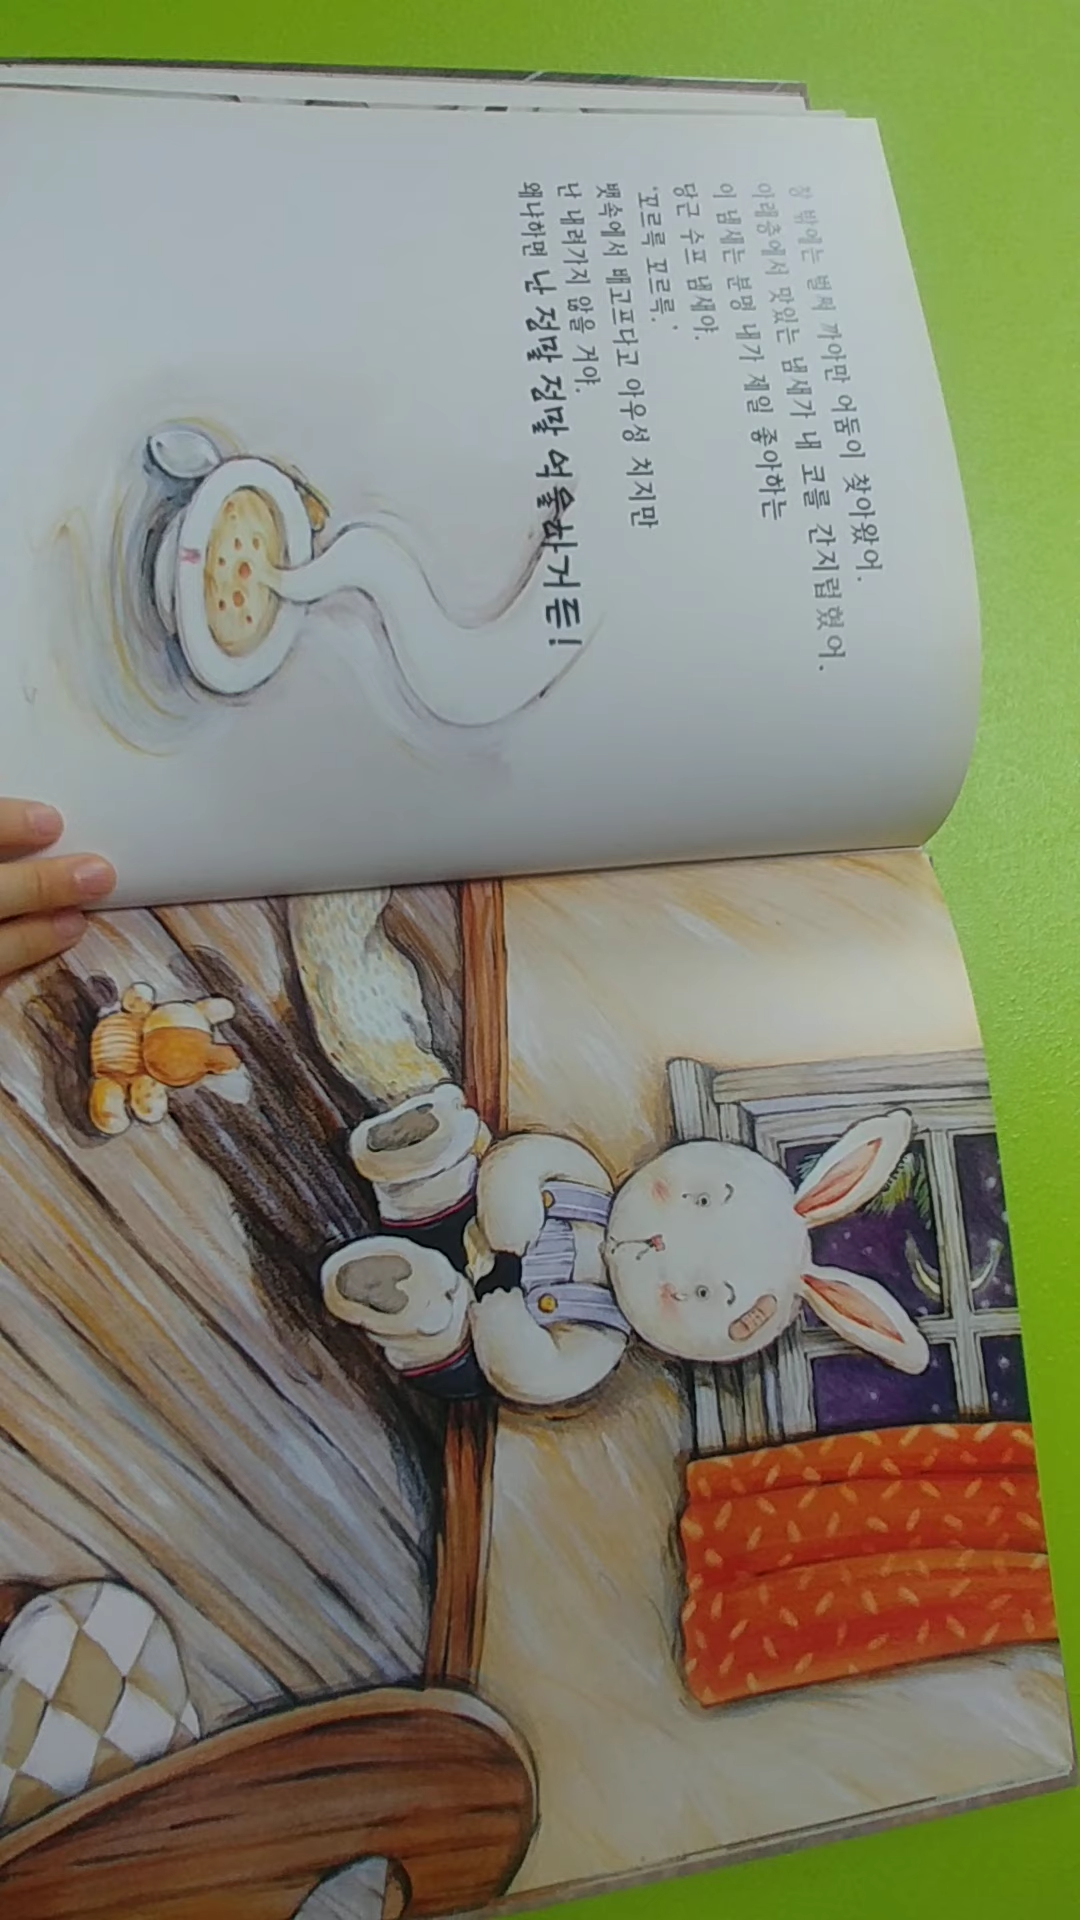 창 밖에는 벌써 까아만 어둠이 찾아왔어.
아래층에서 맛있는 냄새가 내 코를 간지럽혔어.
이 냄새는 분명 내가 제일 좋아하는
당근 수프 냄새야.
'꼬르륵 꼬르륵.'
뱃속에서 배고프다고 아우성 치지만
난 내려가지 않을 거야.
왜냐하면 난 정말 정말 억울하거든!